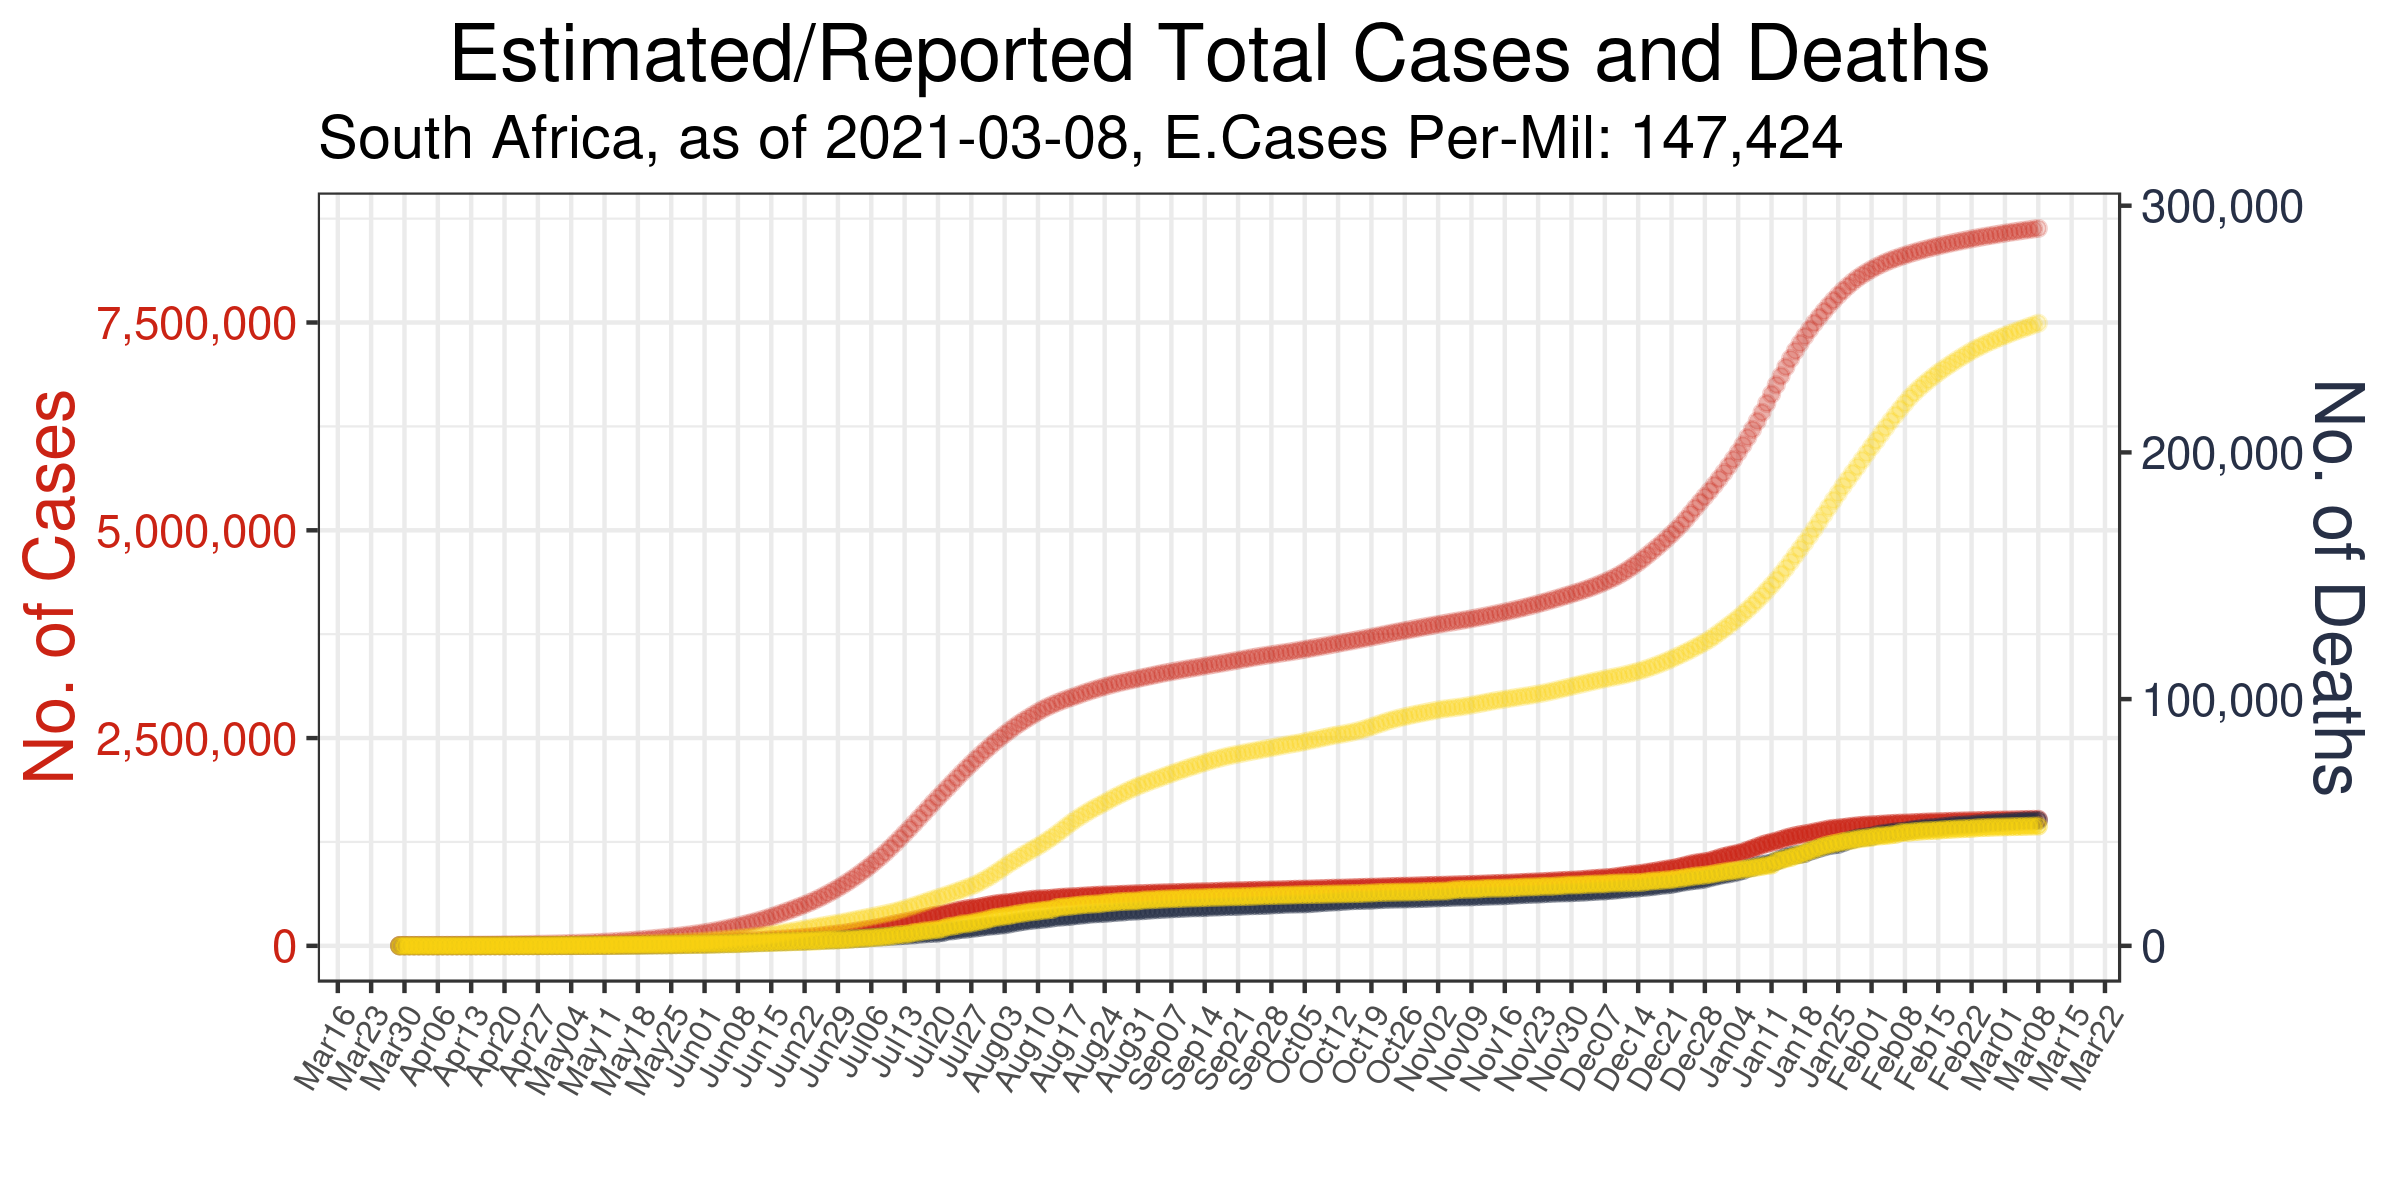 Estimated/Reported Total Cases and Deaths
South Africa, as of 2021-03-08, E.Cases Per-Mil: 147,424
No. of Cases
7,500,000
5,000,000
2,500,000
0
300,000
200,000
100,000
0
No. of Deaths
Mar16
Mar23
Mar30
Apr06
Apr13
Apr20
Apr27
May04
May11
May18
May25
Jun01
Jun08
Jun15
Jun22
Jun29
Jul06
Jul13
Jul20
Jul27
Aug03
Aug10
Aug17
Aug24
Aug31
Sep07
Sep14
Sep21
Sep28
Oct05
Oct12
Oct19
Oct26
Nov02
Nov09
Nov16
Nov23
Nov30
Dec07
Dec14
Dec21
Dec28
Jan04
Jan11
Jan18
Jan25
Feb01
Feb08
Feb15
Feb22
Mar01
Mar08
Mar15
Mar22